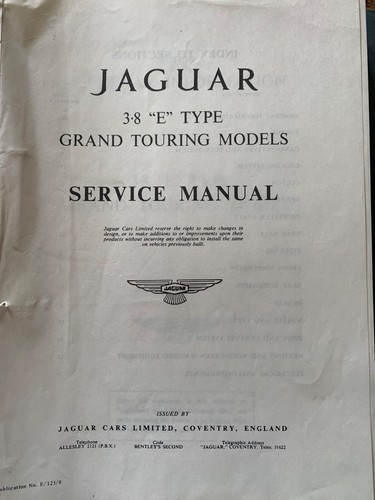 JAGUAR
3·8 "E" TYPE
GRAND TOURING MODELS
SERVICE MANUAL
Jaguar Cars Limited reserve the right to make changes in
design, or to make additions to or improvements upon their
products without incurring any obligation to install the same
on vehicles previously built.
JAGUAR
ISSUED BY
JAGUAR CARS LIMITED, COVENTRY, ENGLAND
Telephone Code Telegraphic Address
ALLESLEY 2121 (P.B.X.) BENTLEY'S SECOND "JAGUAR," COVENTRY. Telex. 31622
Publication No. E/123/8